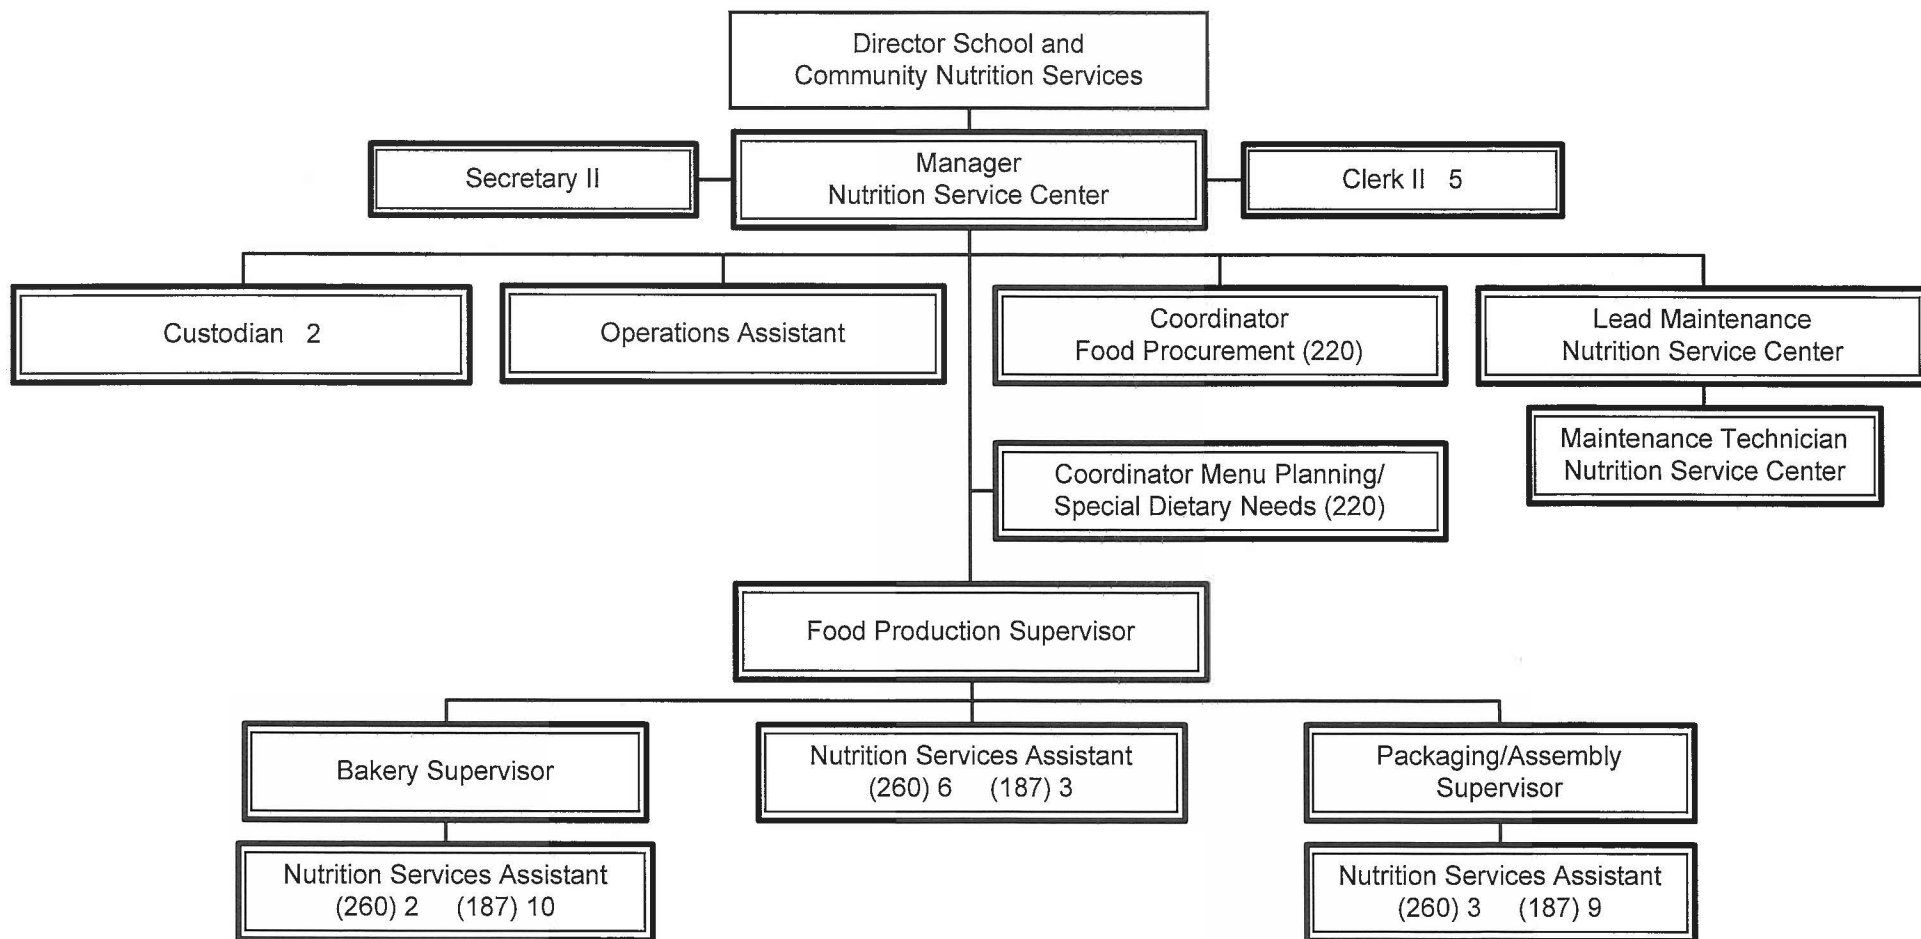 Director School and
Community Nutrition Services
Secretary II
Manager
Nutrition Service Center
Clerk II 5
Custodian 2
Operations Assistant
Coordinator
Food Procurement (220)
Lead Maintenance
Nutrition Service Center
Maintenance Technician
Nutrition Service Center
Coordinator Menu Planning/
Special Dietary Needs (220)
Food Production Supervisor
Bakery Supervisor
Nutrition Services Assistant
(260) 6 (187) 3
Packaging/Assembly
Supervisor
Nutrition Services Assistant
(260) 2 (187) 10
Nutrition Services Assistant
(260) 3 (187) 9